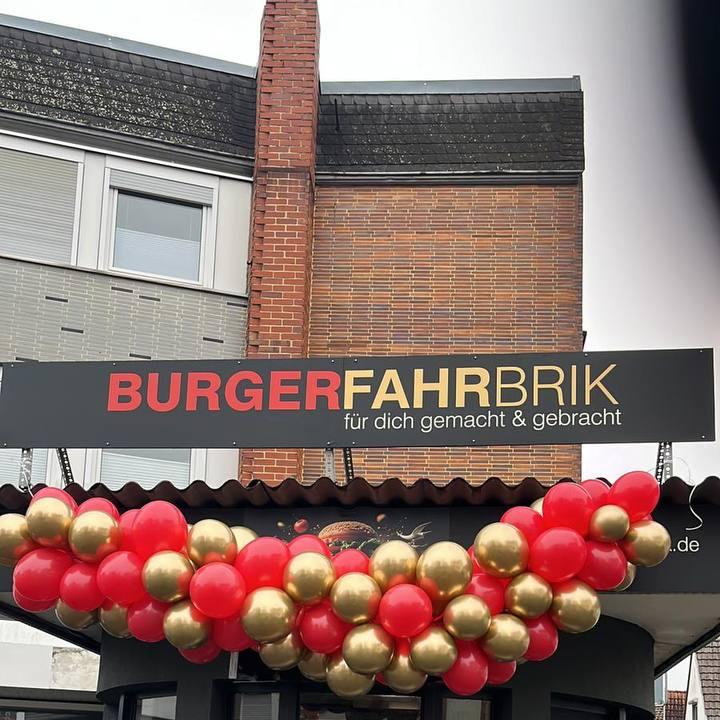 BURGERFAHRBRIK
für dich gemacht & gebracht
.de